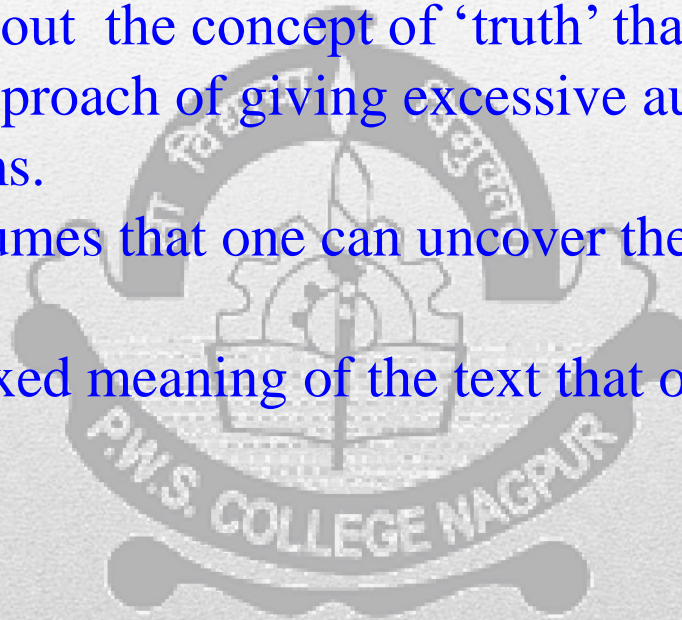 out the concept of ‘truth’ tha
proach of giving excessive au
ns.
umes that one can uncover the
xed meaning of the text that o
सा विद्या या विमुक्तये
P.W.S. COLLEGE NAGPUR